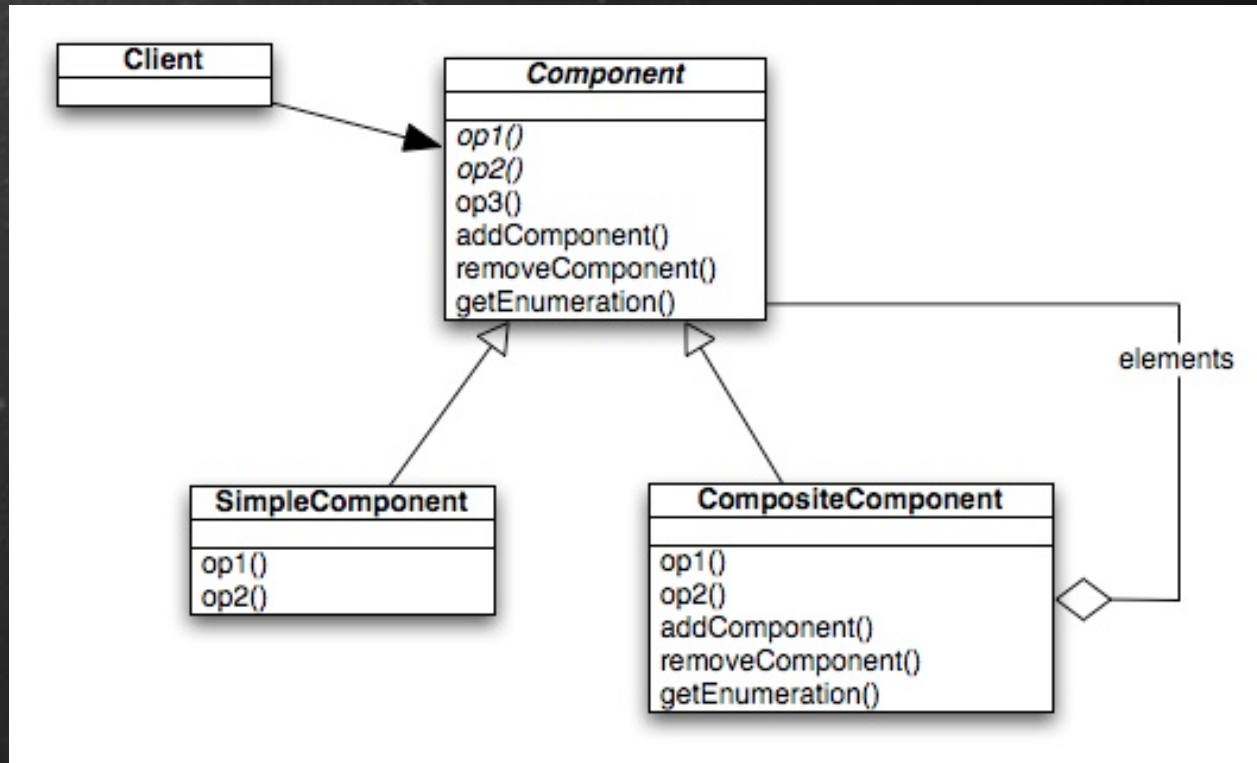 Client
Component
op1()
op2()
op3()
addComponent()
removeComponent()
getEnumeration()
elements
SimpleComponent
op1()
op2()
CompositeComponent
op1()
op2()
addComponent()
removeComponent()
getEnumeration()